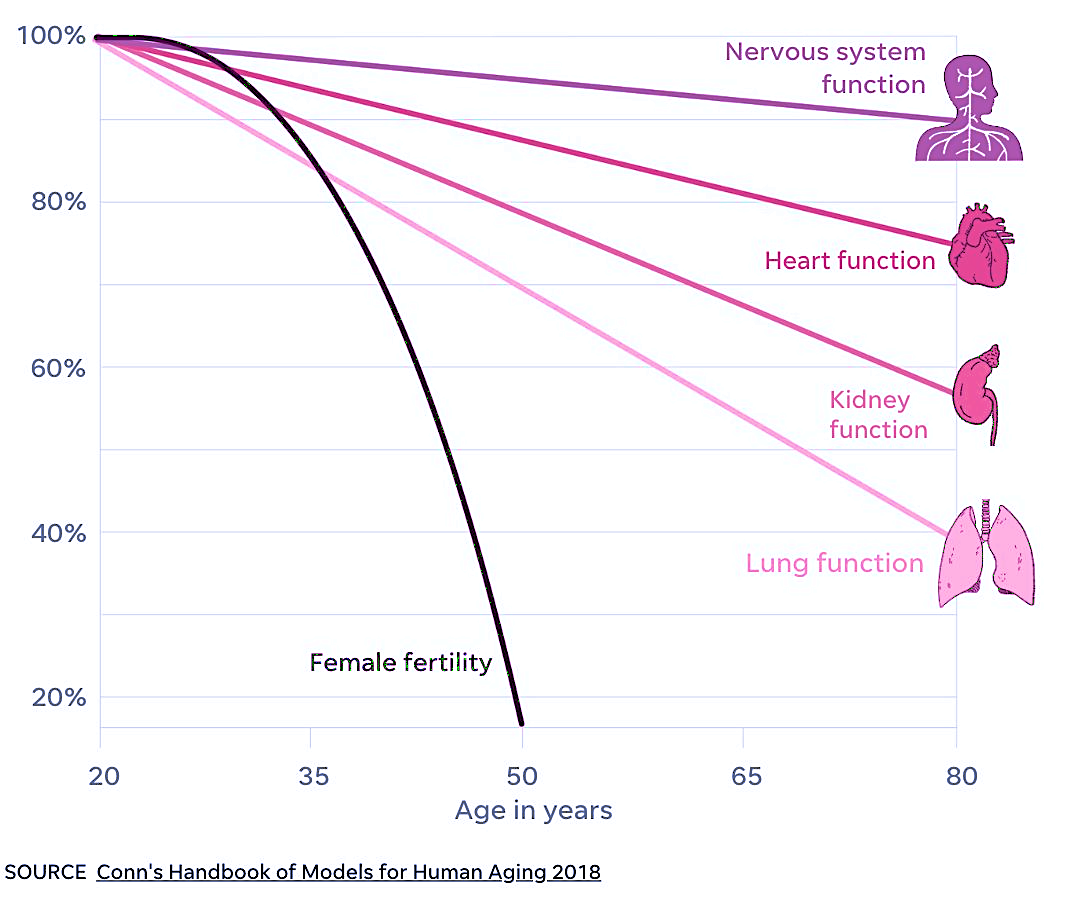 100%
Nervous system
function
80%
Heart function
60%
Kidney
function
40%
Lung function
Female fertility
20%
20 35 50 65 80
Age in years
SOURCE Conn's Handbook of Models for Human Aging 2018